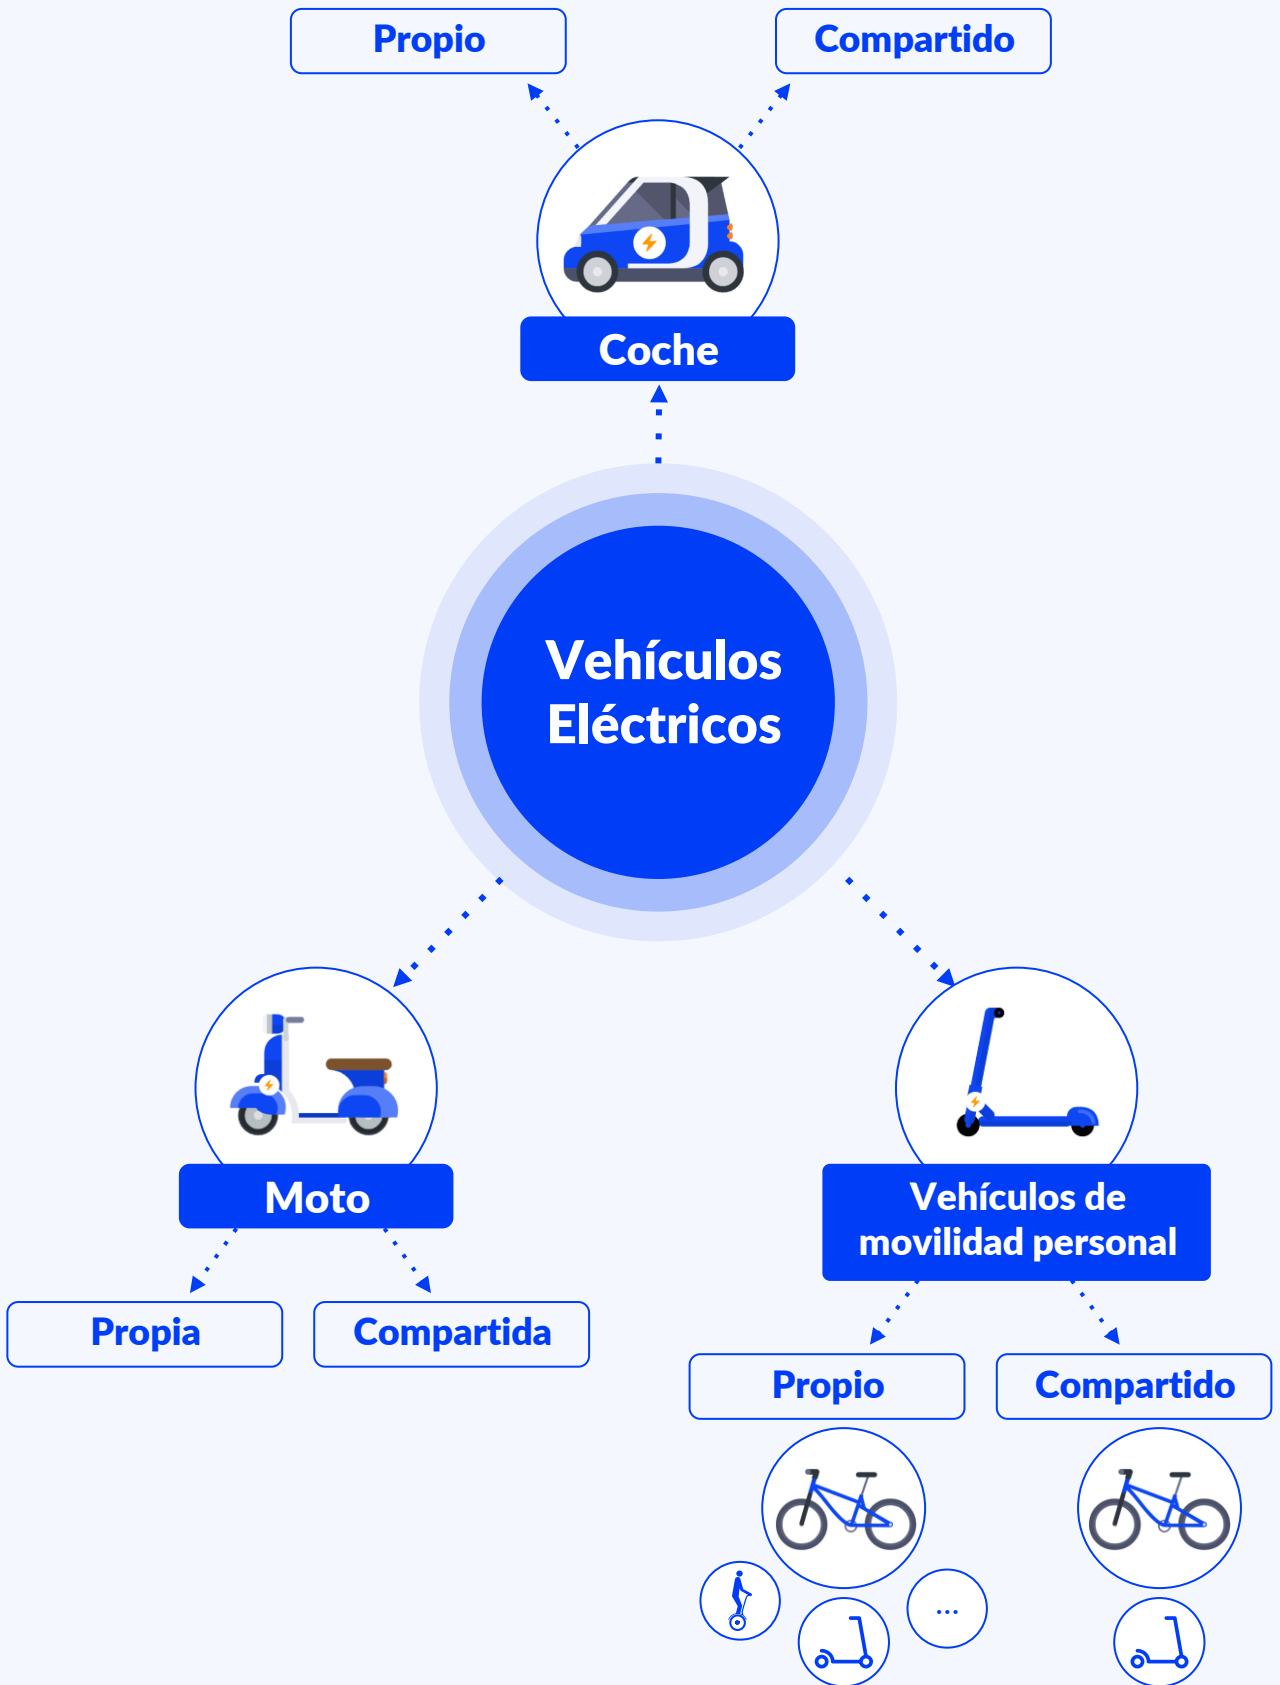 Propio
Compartido
Coche
Vehículos
Eléctricos
Moto
Vehículos de
movilidad personal
Propia
Compartida
Propio
Compartido
...